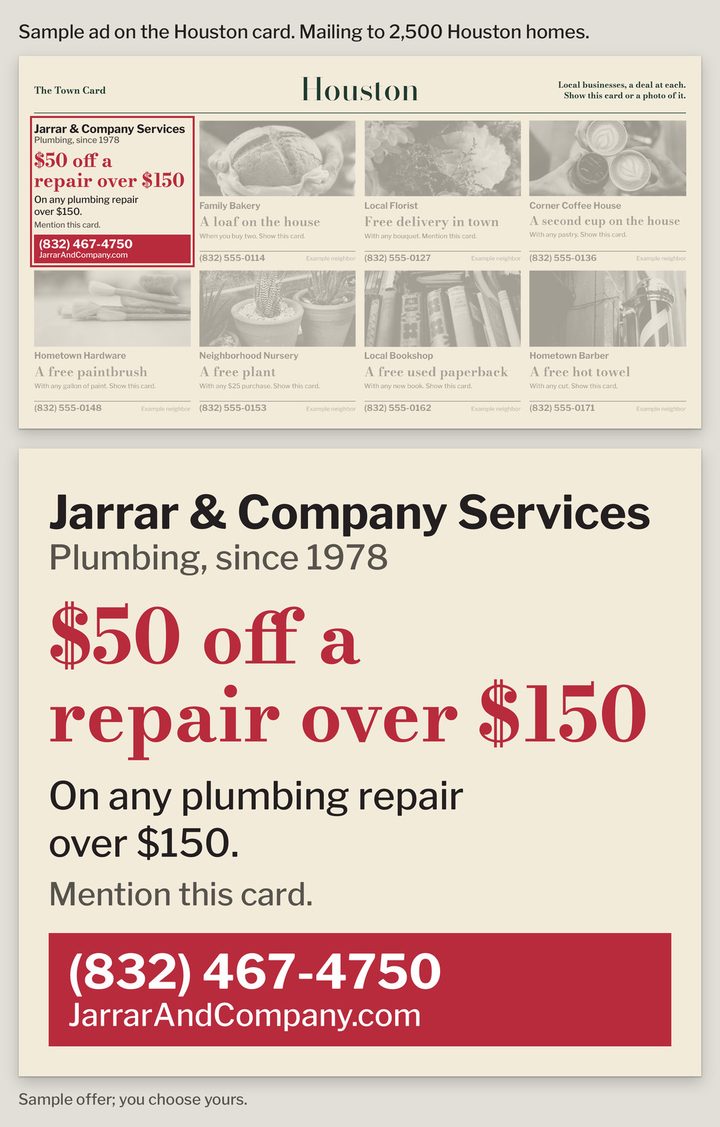 Sample ad on the Houston card. Mailing to 2,500 Houston homes.
The Town Card
Houston
Local businesses, a deal at each.
Show this card or a photo of it.
Jarrar & Company Services
Plumbing, since 1978
$50 off a
repair over $150
On any plumbing repair
over $150.
Mention this card.
(832) 467-4750
JarrarAndCompany.com
Family Bakery
A loaf on the house
When you buy two. Show this card.
(832) 555-0114
Example neighbor
Local Florist
Free delivery in town
With any bouquet. Mention this card.
(832) 555-0127
Example neighbor
Corner Coffee House
A second cup on the house
With any pastry. Show this card.
(832) 555-0136
Example neighbor
Hometown Hardware
A free paintbrush
With any gallon of paint. Show this card.
(832) 555-0148
Example neighbor
Neighborhood Nursery
A free plant
With any $25 purchase. Show this card.
(832) 555-0153
Example neighbor
Local Bookshop
A free used paperback
With any new book. Show this card.
(832) 555-0162
Example neighbor
Hometown Barber
A free hot towel
With any cut. Show this card.
(832) 555-0171
Example neighbor
Jarrar & Company Services
Plumbing, since 1978
$50 off a
repair over $150
On any plumbing repair
over $150.
Mention this card.
(832) 467-4750
JarrarAndCompany.com
Sample offer; you choose yours.